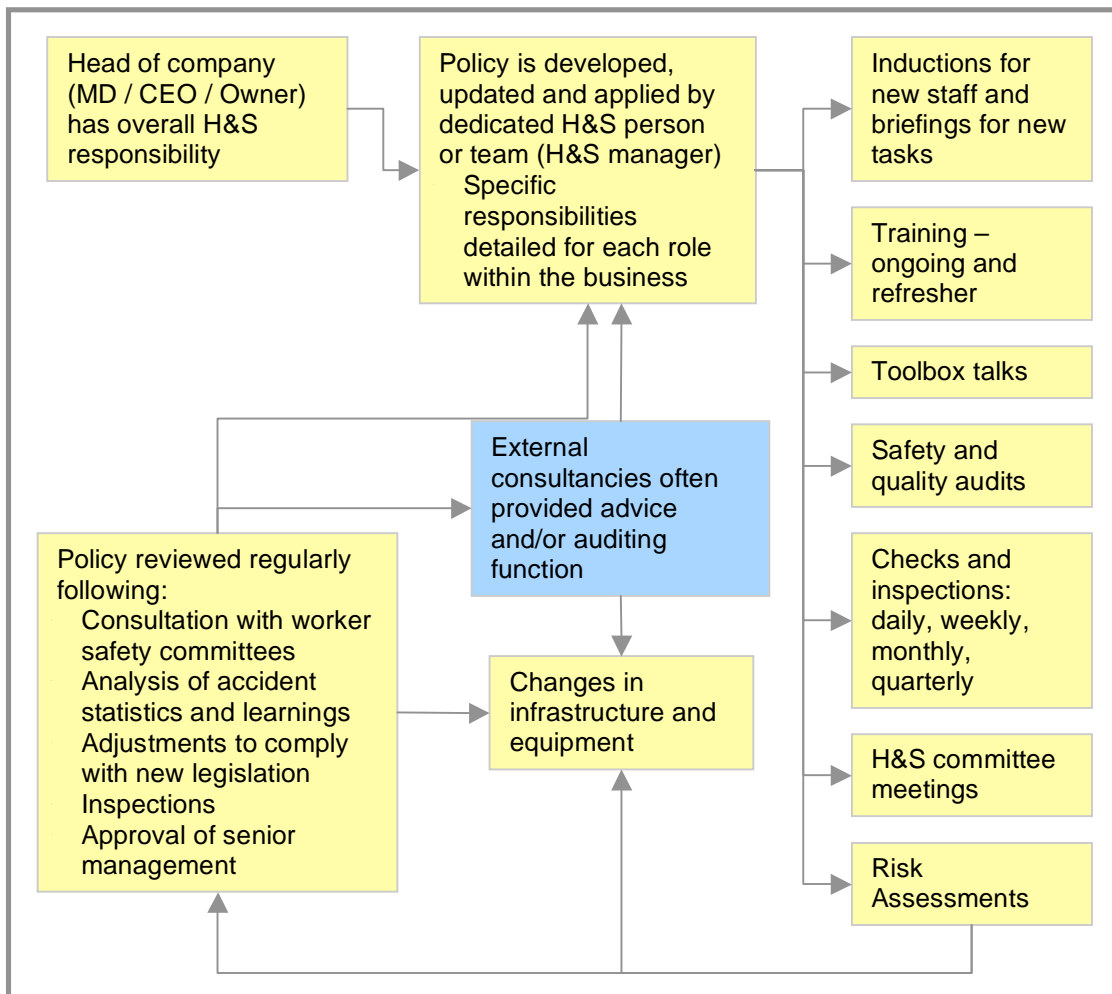 Head of company
(MD / CEO / Owner)
has overall H&S
responsibility
Policy is developed,
updated and applied by
dedicated H&S person
or team (H&S manager)
Specific
responsibilities
detailed for each role
within the business
Inductions for
new staff and
briefings for new
tasks
Training –
ongoing and
refresher
Toolbox talks
Safety and
quality audits
External
consultancies often
provided advice
and/or auditing
function
Policy reviewed regularly
following:
Consultation with worker
safety committees
Analysis of accident
statistics and learnings
Adjustments to comply
with new legislation
Inspections
Approval of senior
management
Changes in
infrastructure and
equipment
Checks and
inspections:
daily, weekly,
monthly,
quarterly
H&S committee
meetings
Risk
Assessments